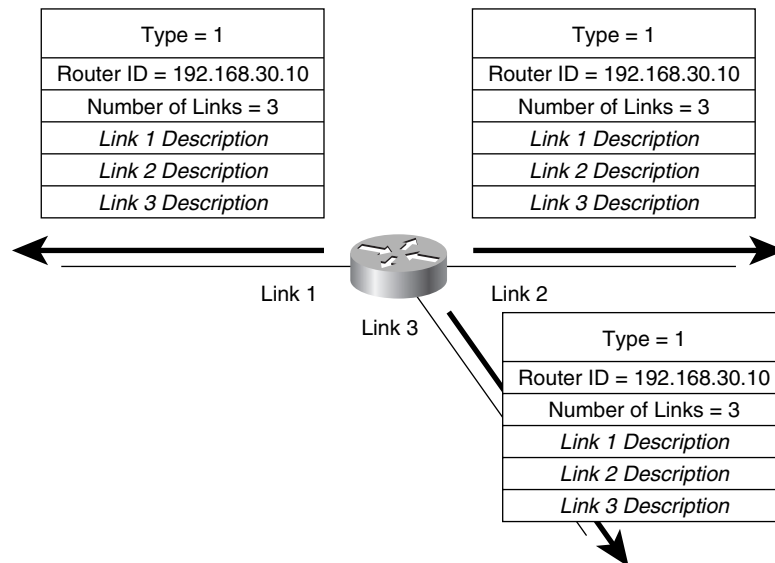 Type = 1
Router ID = 192.168.30.10
Number of Links = 3
Link 1 Description
Link 2 Description
Link 3 Description
Type = 1
Router ID = 192.168.30.10
Number of Links = 3
Link 1 Description
Link 2 Description
Link 3 Description
Link 1
Link 2
Link 3
Type = 1
Router ID = 192.168.30.10
Number of Links = 3
Link 1 Description
Link 2 Description
Link 3 Description